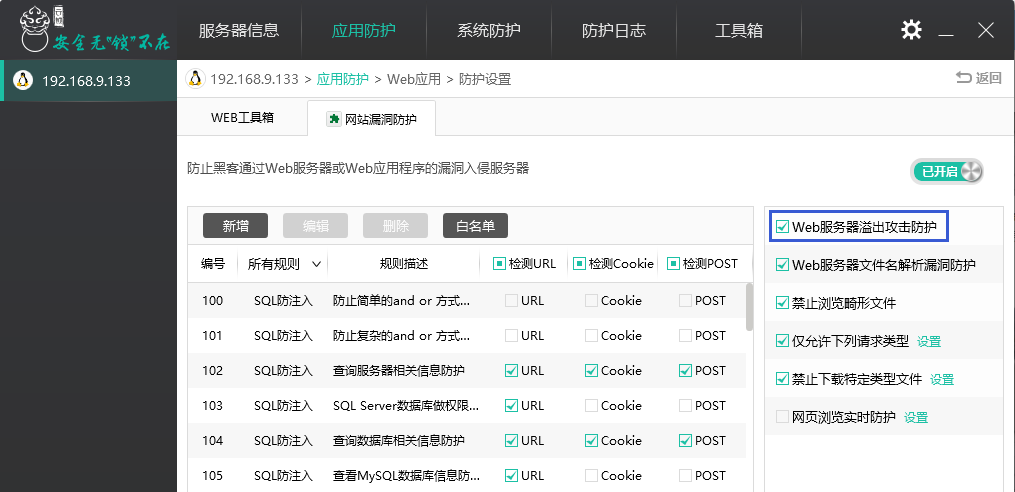 安全无"锁"不在
服务器信息 应用防护 系统防护 防护日志 工具箱
192.168.9.133
192.168.9.133 > 应用防护 > Web应用 > 防护设置 返回
WEB工具箱 网站漏洞防护
防止黑客通过Web服务器或Web应用程序的漏洞入侵服务器 已开启
新增 编辑 删除 白名单
编号 所有规则 规则描述 检测URL 检测Cookie 检测POST
100 SQL防注入 防止简单的and or 方式... URL Cookie POST
101 SQL防注入 防止复杂的and or 方式... URL Cookie POST
102 SQL防注入 查询服务器相关信息防护 URL Cookie POST
103 SQL防注入 SQL Server数据库做权限... URL Cookie POST
104 SQL防注入 查询数据库相关信息防护 URL Cookie POST
105 SQL防注入 查看MySQL数据库信息防... URL Cookie POST
Web服务器溢出攻击防护
Web服务器文件名解析漏洞防护
禁止浏览畸形文件
仅允许下列请求类型 设置
禁止下载特定类型文件 设置
网页浏览实时防护 设置